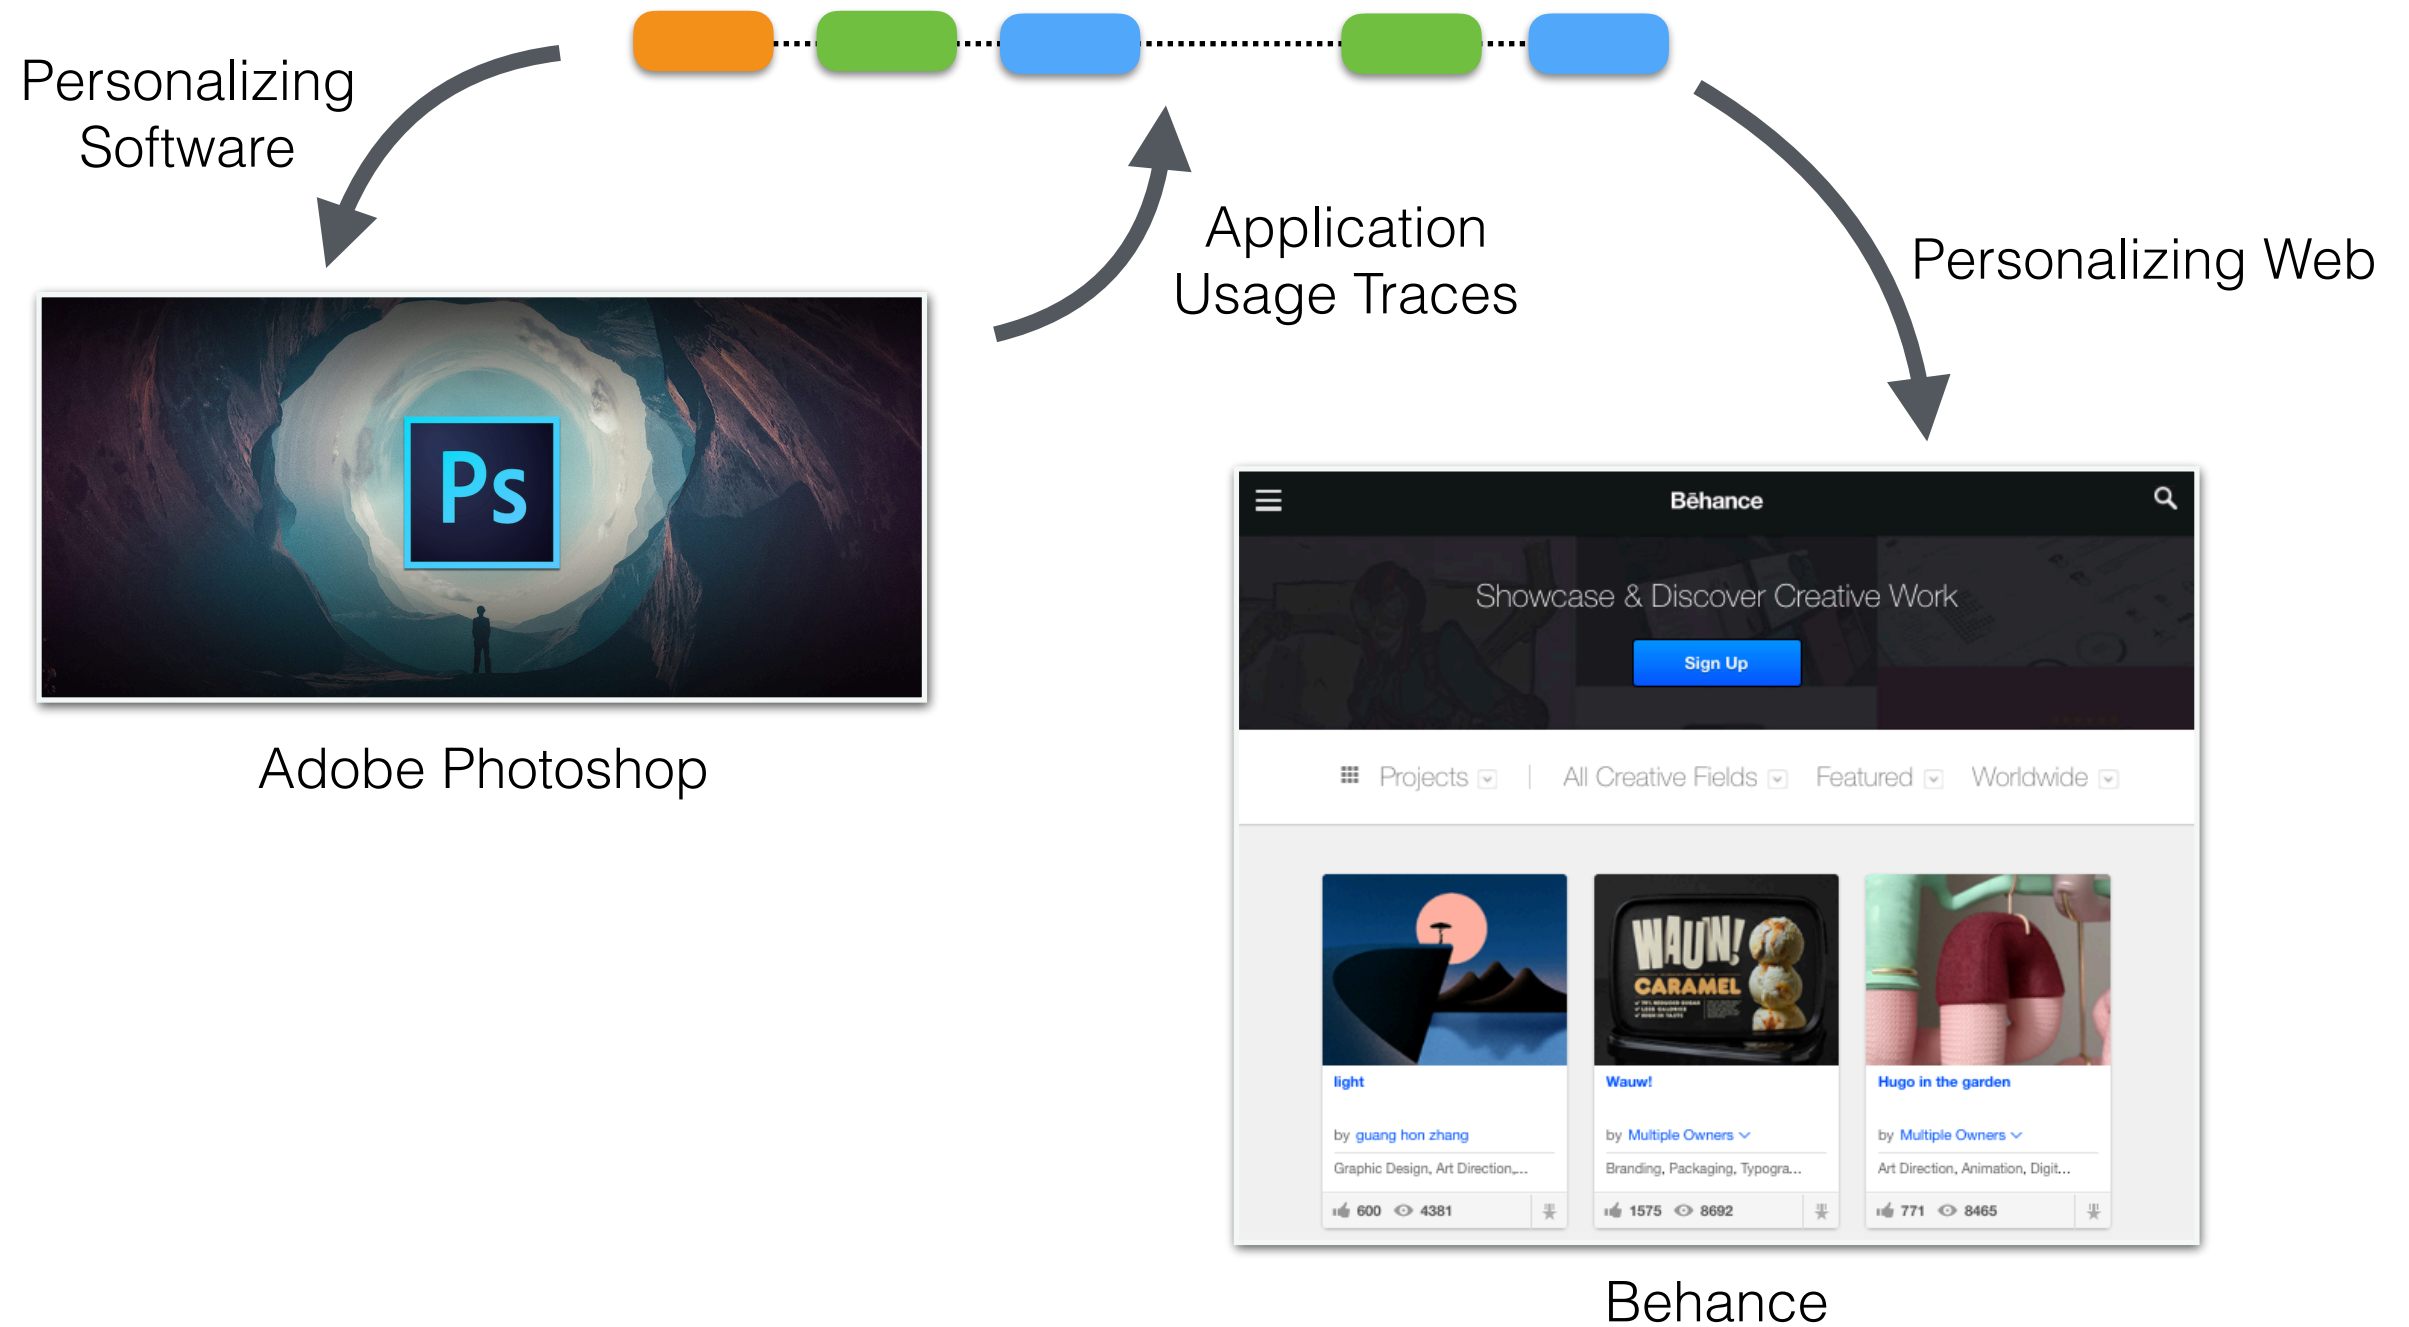 Personalizing
Software
Application
Usage Traces
Personalizing Web
Ps
Adobe Photoshop
Bēhance
Showcase & Discover Creative Work
Sign Up
Projects
All Creative Fields
Featured
Worldwide
WAUW!
CARAMEL
light
by guang hon zhang
Graphic Design, Art Direction,...
600 4381
Wauw!
by Multiple Owners
Branding, Packaging, Typogra...
1575 8692
Hugo in the garden
by Multiple Owners
Art Direction, Animation, Digit...
771 8465
Behance